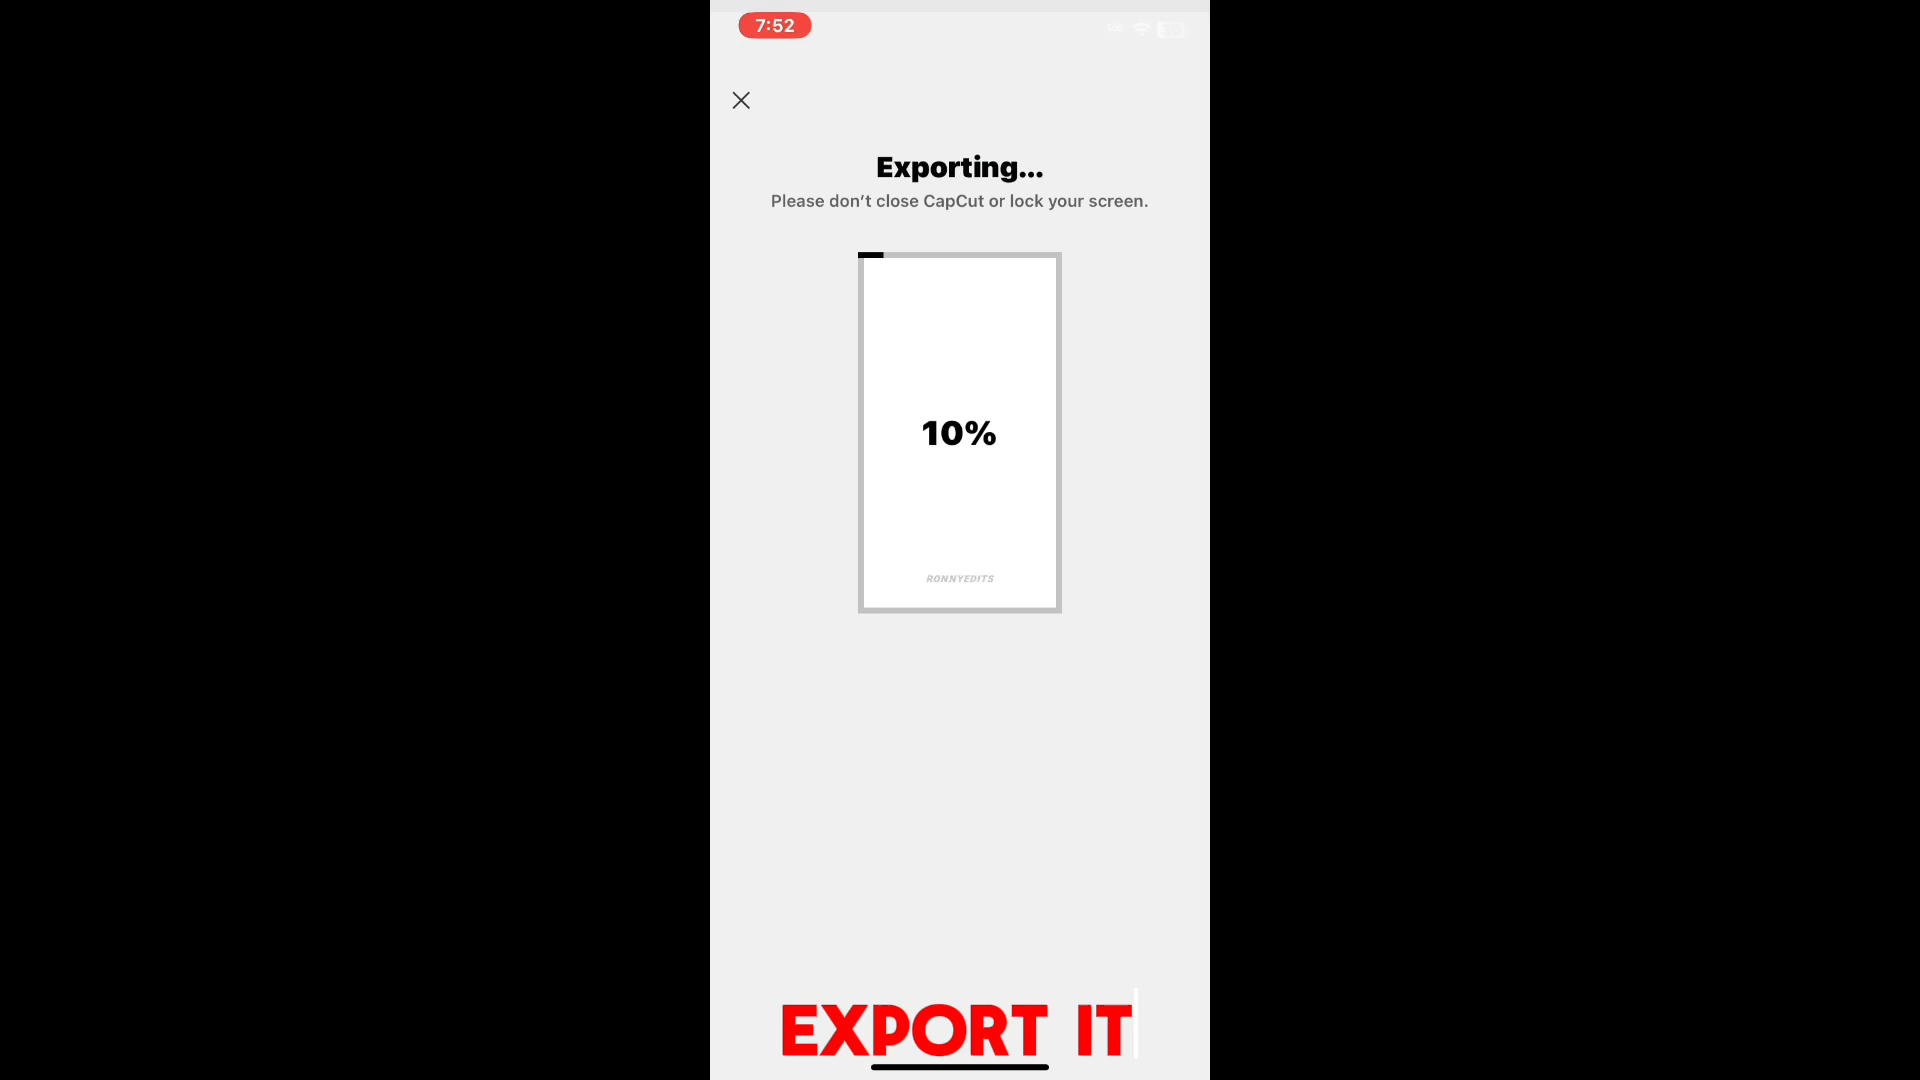 7:52
Exporting...
Please don't close CapCut or lock your screen.
10%
RONNYEDITS
EXPORT IT